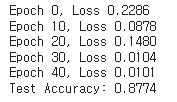 Epoch 0, Loss 0.2286
Epoch 10, Loss 0.0878
Epoch 20, Loss 0.1480
Epoch 30, Loss 0.0104
Epoch 40, Loss 0.0101
Test Accuracy: 0.8774